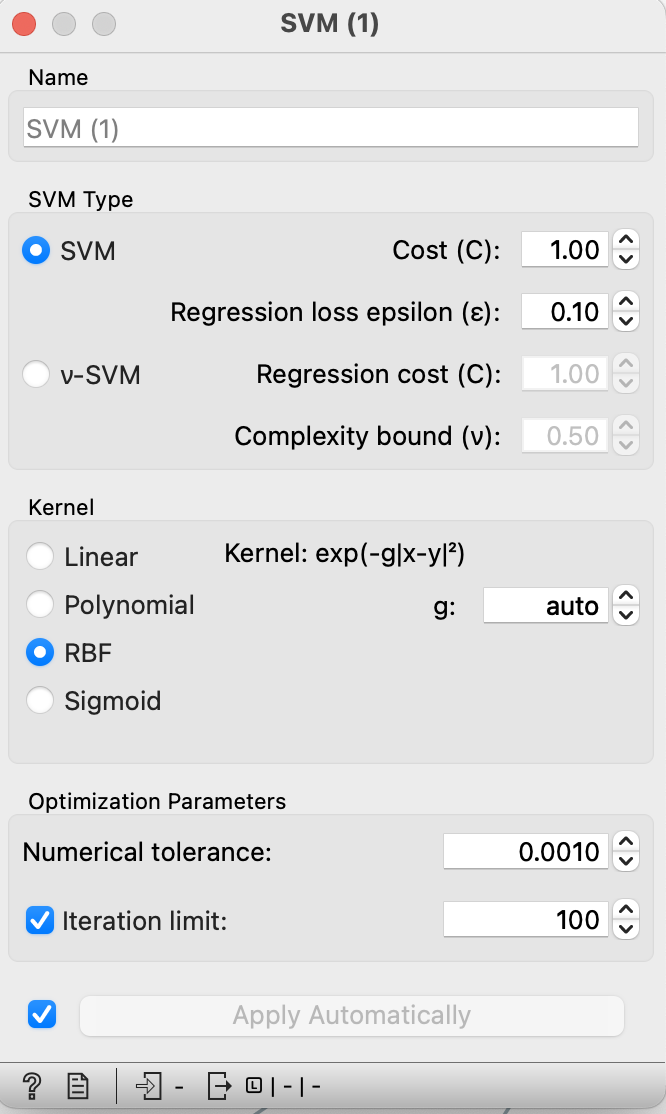 SVM (1)
Name
SVM (1)
SVM Type
SVM Cost (C): 1.00
Regression loss epsilon (ε): 0.10
ν-SVM Regression cost (C): 1.00
Complexity bound (ν): 0.50
Kernel
Linear Kernel: exp(-g|x-y|²)
Polynomial g: auto
RBF
Sigmoid
Optimization Parameters
Numerical tolerance: 0.0010
Iteration limit: 100
Apply Automatically
? - L | - | -